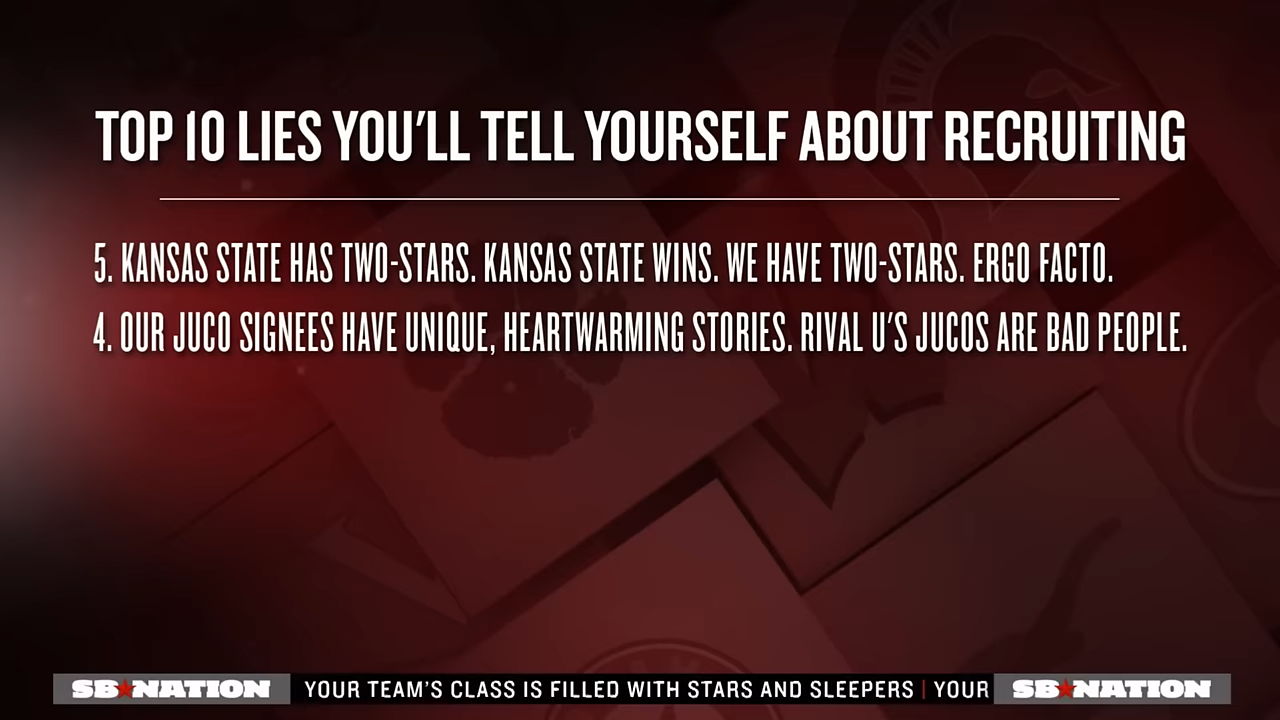 TOP 10 LIES YOU'LL TELL YOURSELF ABOUT RECRUITING
5. KANSAS STATE HAS TWO-STARS. KANSAS STATE WINS. WE HAVE TWO-STARS. ERGO FACTO.
4. OUR JUCO SIGNEES HAVE UNIQUE, HEARTWARMING STORIES. RIVAL U'S JUCOS ARE BAD PEOPLE.
SB★NATION YOUR TEAM'S CLASS IS FILLED WITH STARS AND SLEEPERS | YOUR SB★NATION